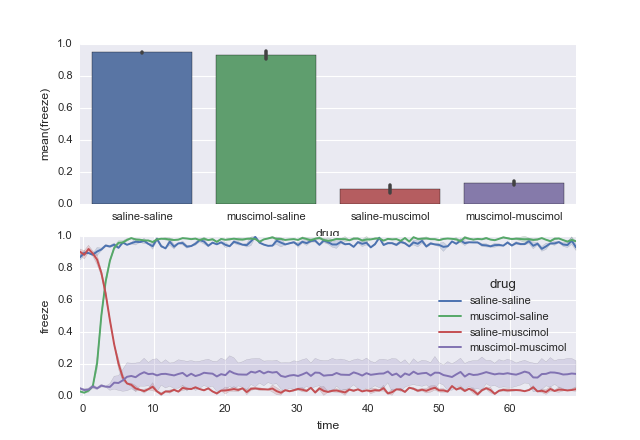 mean(freeze)
1.0
0.8
0.6
0.4
0.2
0.0
saline-saline muscimol-saline saline-muscimol muscimol-muscimol
drug
freeze
1.0
0.8
0.6
0.4
0.2
0.0
drug
saline-saline
muscimol-saline
saline-muscimol
muscimol-muscimol
0 10 20 30 40 50 60
time